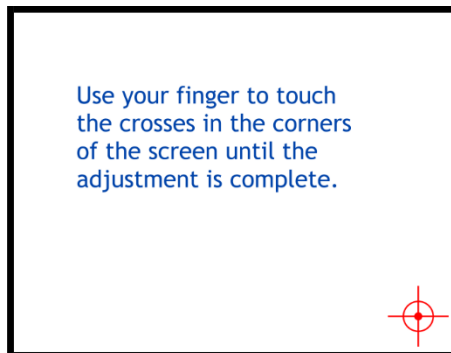 Use your finger to touch
the crosses in the corners
of the screen until the
adjustment is complete.